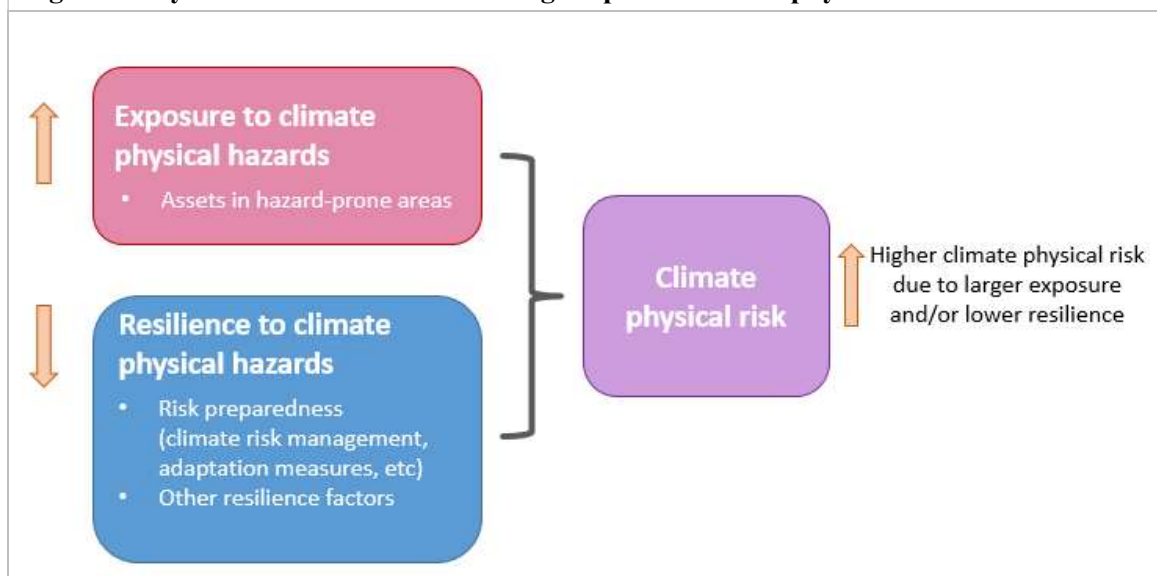 Exposure to climate
physical hazards
• Assets in hazard-prone areas
Resilience to climate
physical hazards
• Risk preparedness
(climate risk management,
adaptation measures, etc)
• Other resilience factors
Climate
physical risk
Higher climate physical risk
due to larger exposure
and/or lower resilience